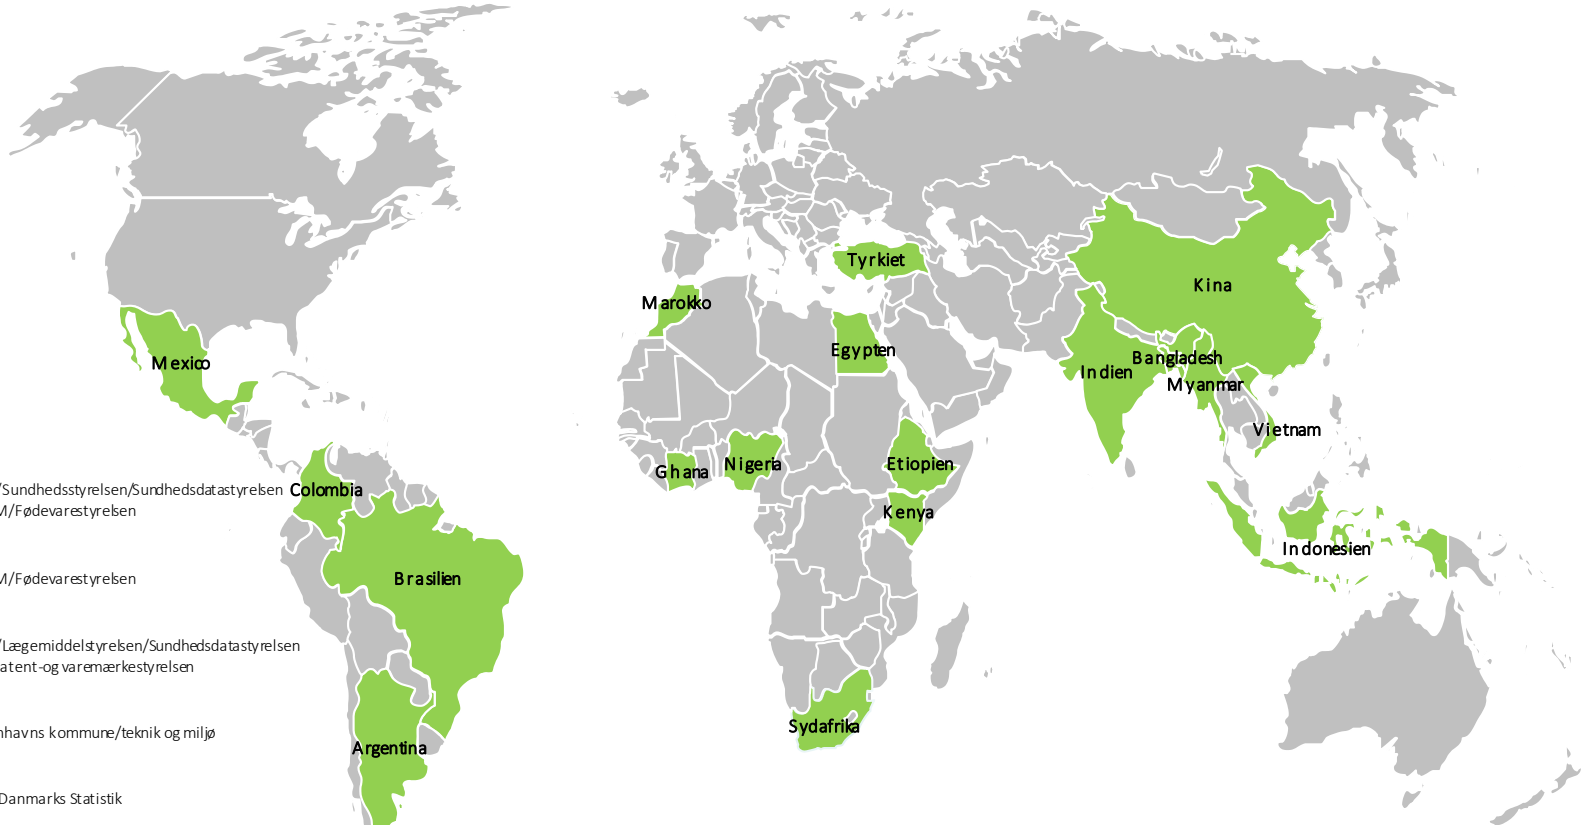 Tyrkiet
Kina
Marokko
Egypten
Bangladesh
Mexico
Indien
Myanmar
Vietnam
Ghana
Nigeria
Etiopien
/Sundhedsstyrelsen/Sundhedsdatastyrelsen
Colombia
/Fødevarestyrelsen
Kenya
Indonesien
Brasilien
/Fødevarestyrelsen
/Lægemiddelstyrelsen/Sundhedsdatastyrelsen
atent-og varemærkestyrelsen
Sydafrika
nhavns kommune/teknik og miljø
Argentina
Danmarks Statistik